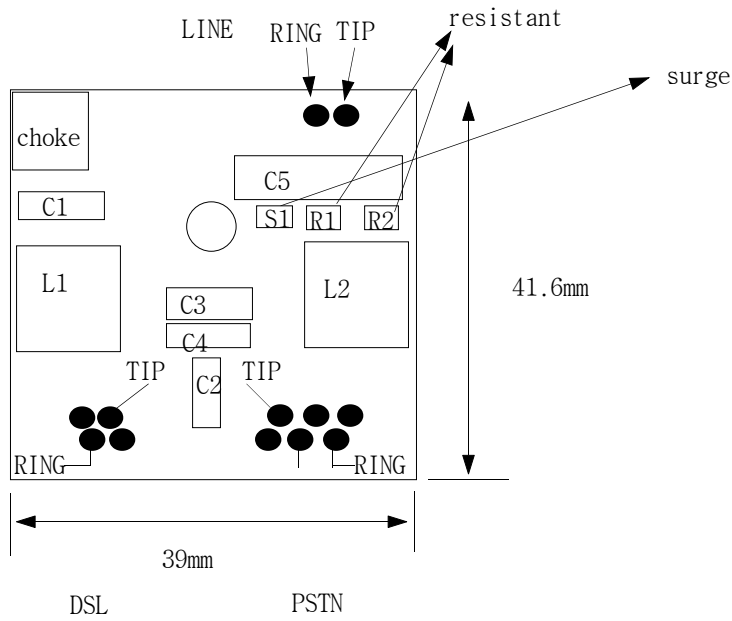 resistant
LINE RING TIP
surge
choke
C5
C1
S1 R1 R2
L1 L2
C3
41.6mm
C4
TIP TIP
C2
RING RING
39mm
DSL PSTN